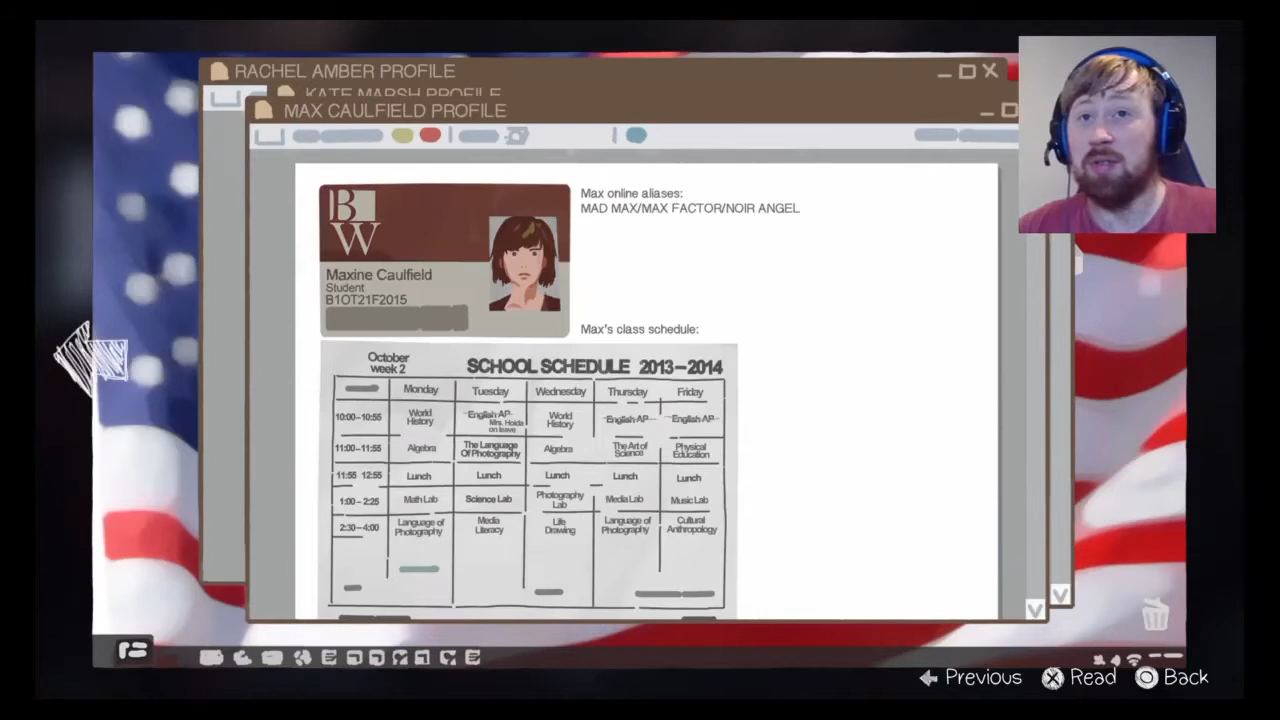 RACHEL AMBER PROFILE
KATE MARSH PROFILE
MAX CAULFIELD PROFILE
BW
Max online aliases:
MAD MAX/MAX FACTOR/NOIR ANGEL
Maxine Caulfield
Student
B1OT21F2015
Max's class schedule:
October week 2
SCHOOL SCHEDULE 2013-2014
Monday Tuesday Wednesday Thursday Friday
10:00-10:55 World History English AP Mrs. Hoida on leave World History English AP English AP
11:00-11:55 Algebra The Language Of Photography Algebra The Art of Science Physical Education
11:55 12:55 Lunch Lunch Lunch Lunch Lunch
1:00-2:25 Math Lab Science Lab Photography Lab Media Lab Music Lab
2:30-4:00 Language of Photography Media Literacy Life Drawing Language of Photography Cultural Anthropology
Previous Read Back